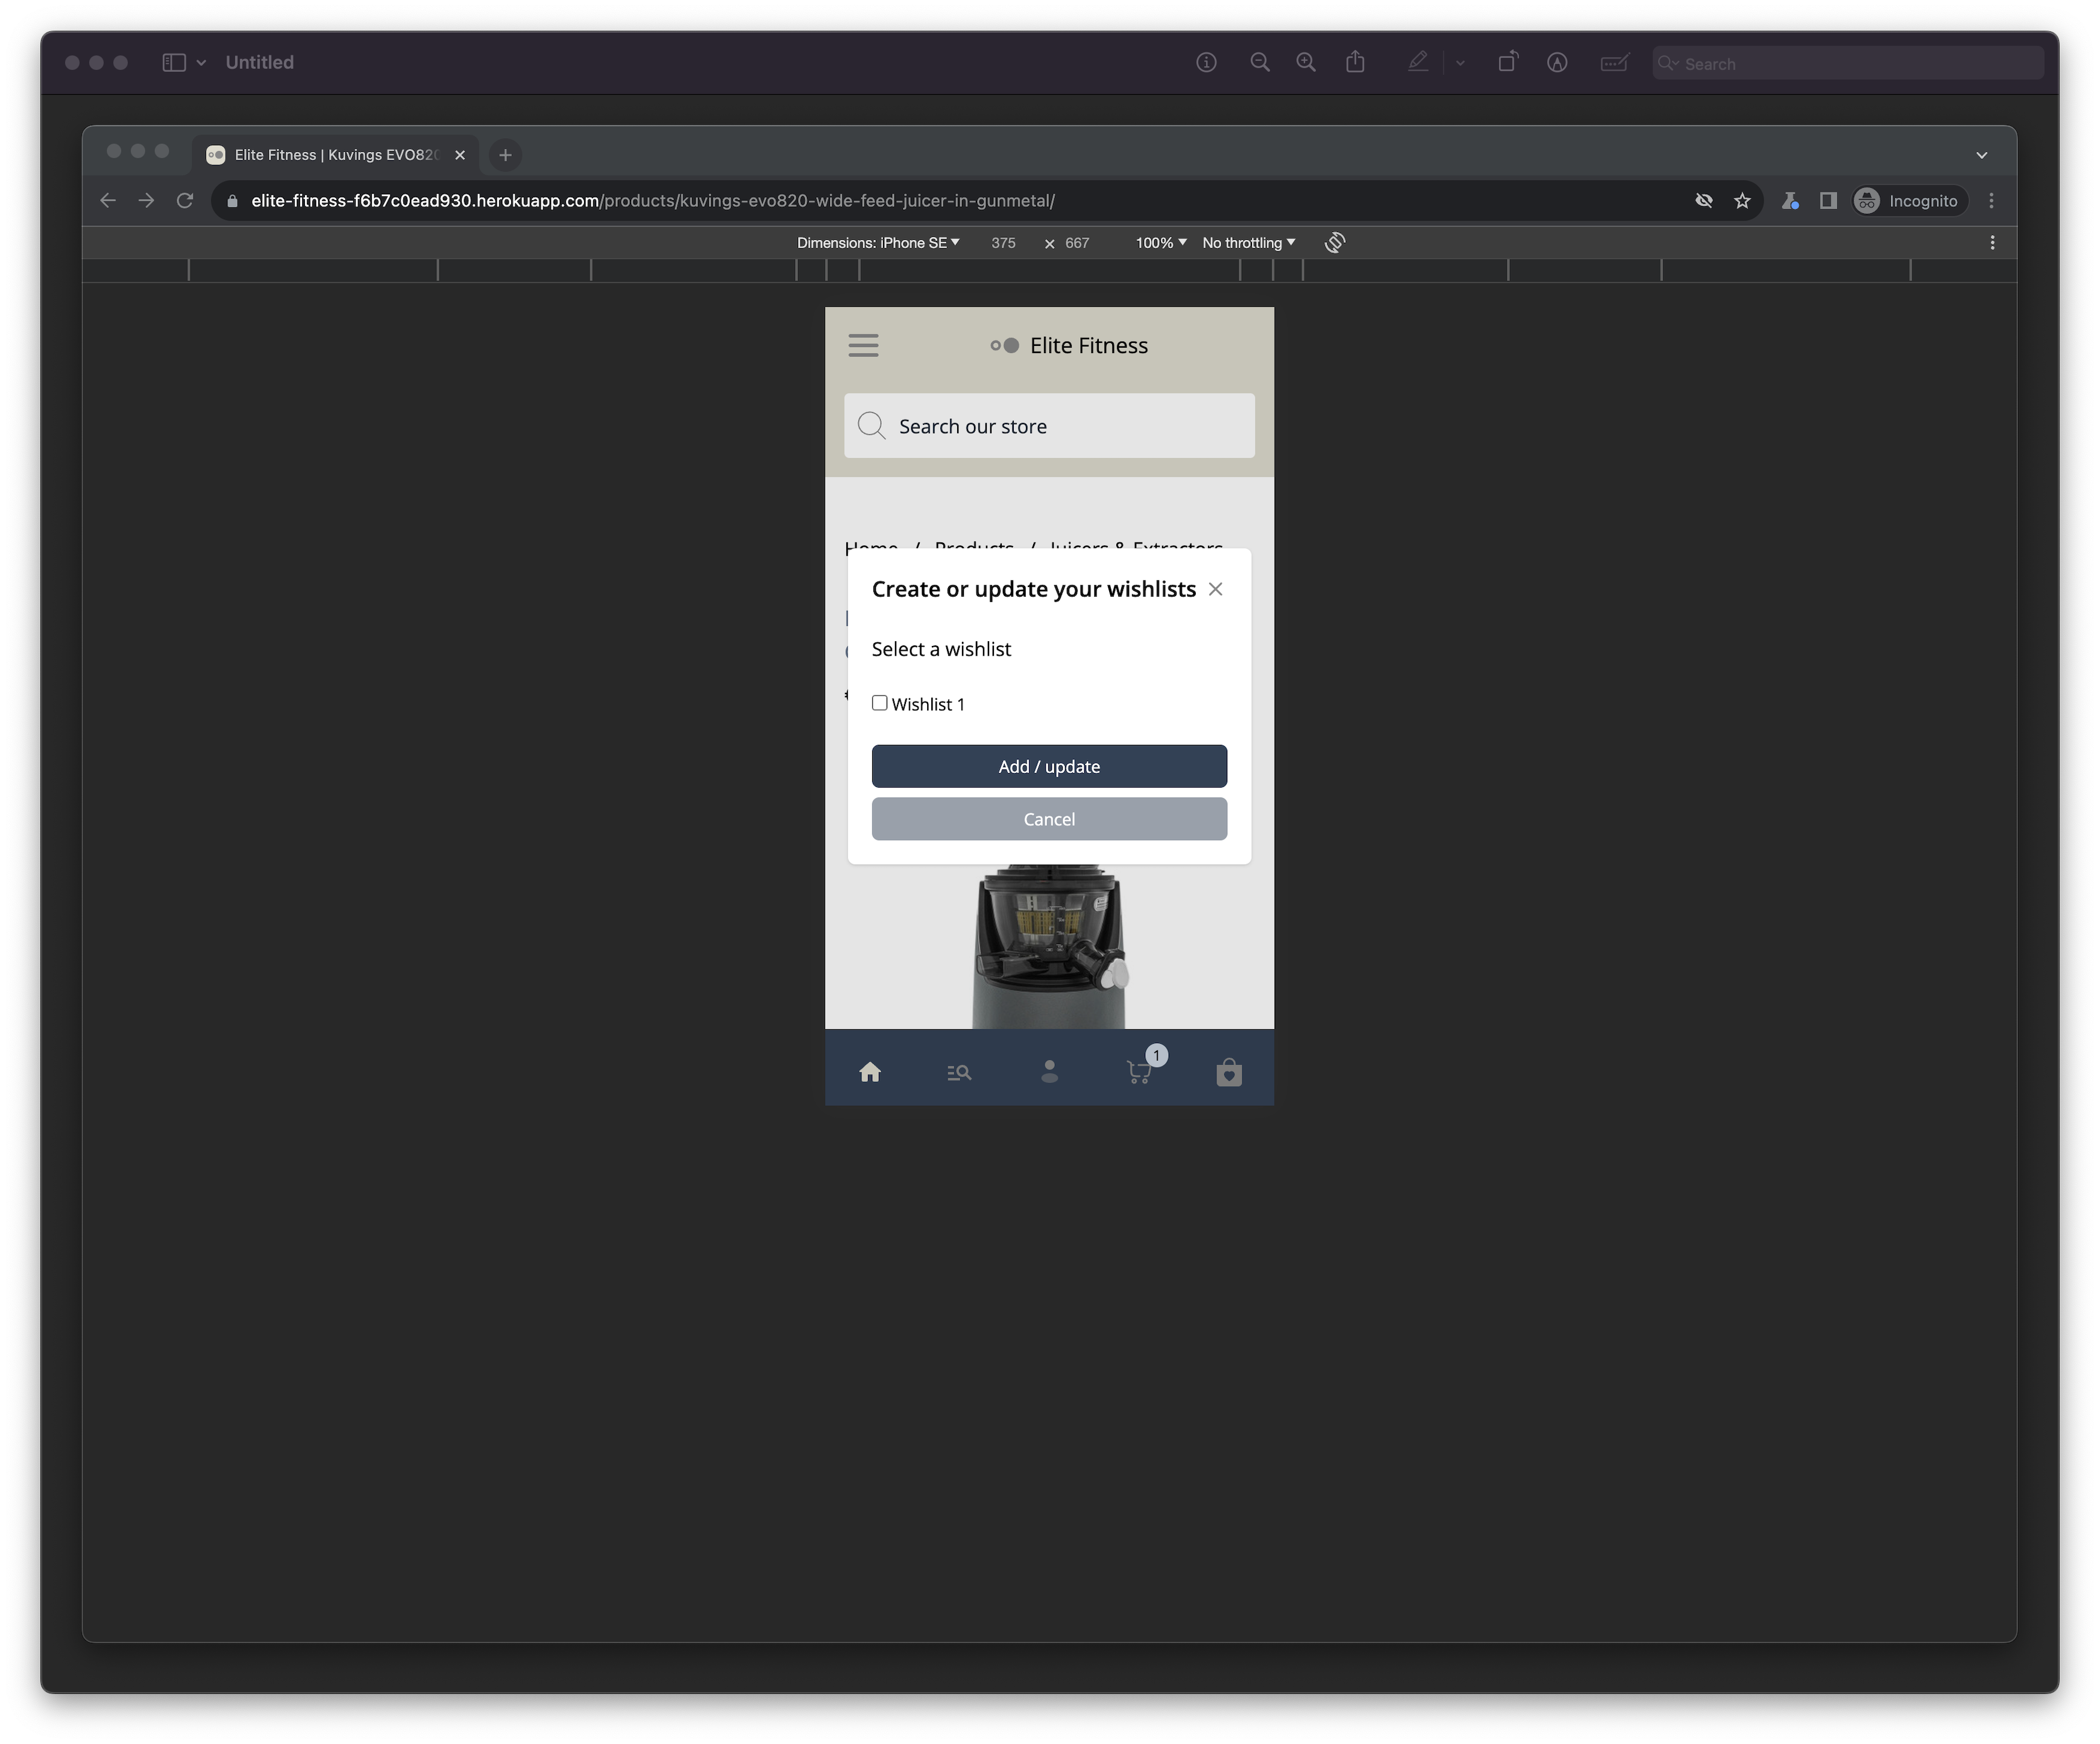 Untitled
Search
Elite Fitness | Kuvings EVO820
elite-fitness-f6b7c0ead930.herokuapp.com/products/kuvings-evo820-wide-feed-juicer-in-gunmetal/
Incognito
Dimensions: iPhone SE 375 × 667 100% No throttling
Elite Fitness
Search our store
Home / Products / Juicers & Extractors
Create or update your wishlists
Select a wishlist
Wishlist 1
Add / update
Cancel
1